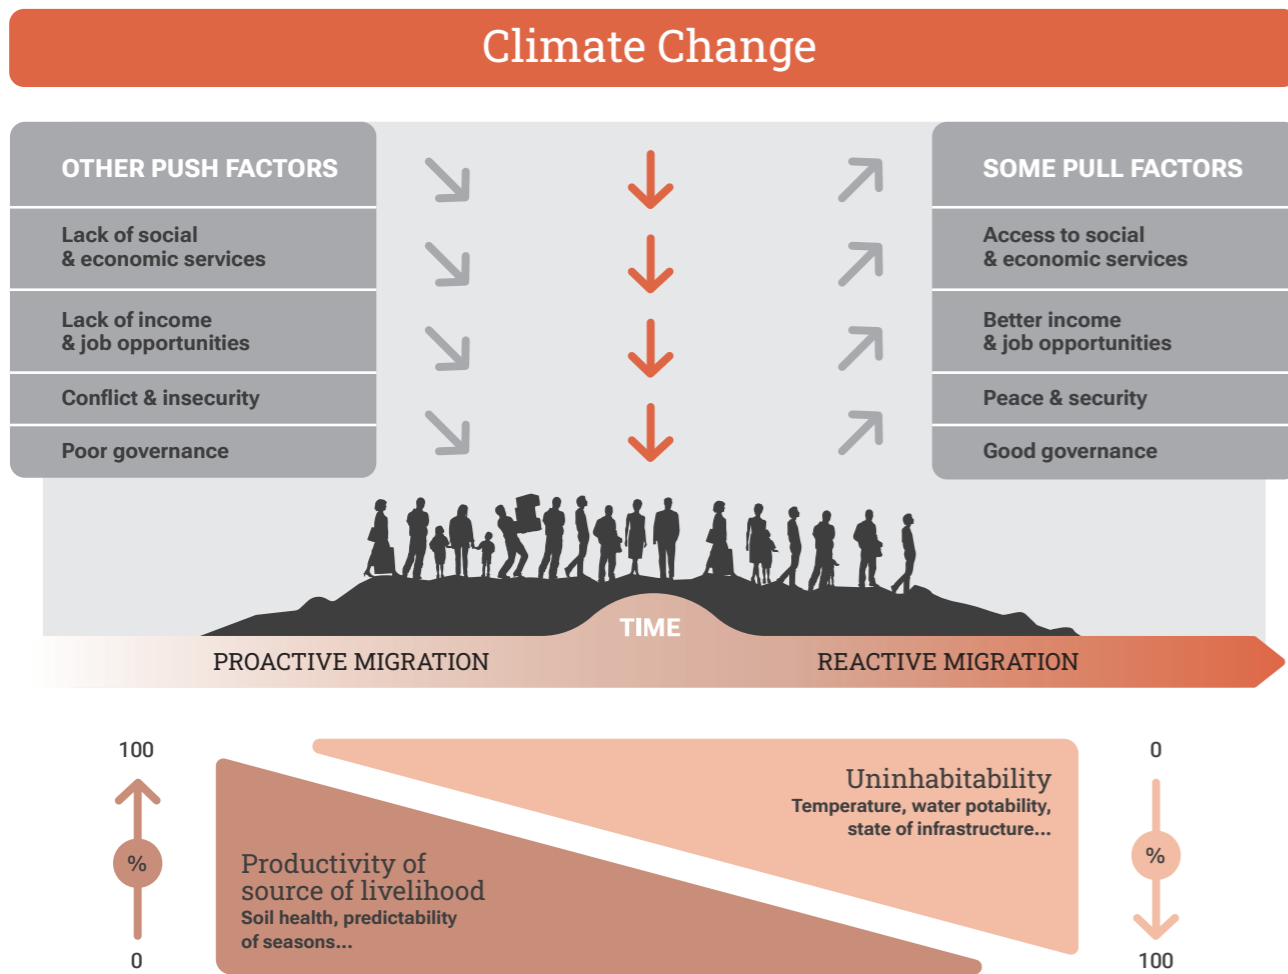 Climate Change
OTHER PUSH FACTORS
Lack of social
& economic services
Lack of income
& job opportunities
Conflict & insecurity
Poor governance
SOME PULL FACTORS
Access to social
& economic services
Better income
& job opportunities
Peace & security
Good governance
TIME
PROACTIVE MIGRATION
REACTIVE MIGRATION
100
%
0
Productivity of
source of livelihood
Soil health, predictability
of seasons...
Uninhabitability
Temperature, water potability,
state of infrastructure...
0
%
100